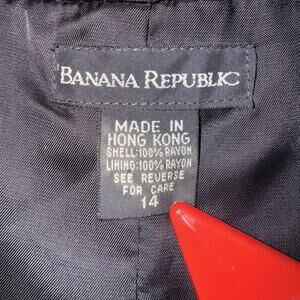 BANANA REPUBLIC
MADE IN
HONG KONG
SHELL:100% RAYON
LINING:100% RAYON
SEE REVERSE
FOR CARE
14